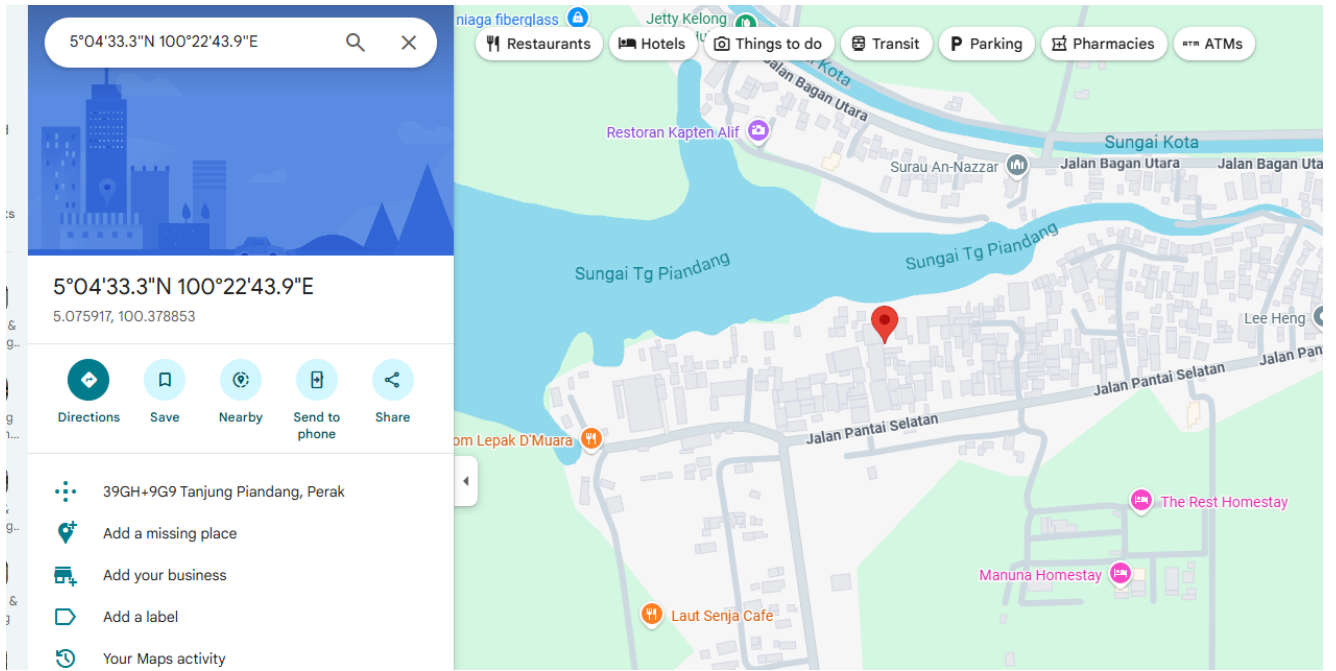 5°04'33.3"N 100°22'43.9"E
5°04'33.3"N 100°22'43.9"E
5.075917, 100.378853
Directions
Save
Nearby
Send to
phone
Share
39GH+9G9 Tanjung Piandang, Perak
Add a missing place
Add your business
Add a label
Your Maps activity
niaga fiberglass
Jetty Kelong
Restaurants
Hotels
Things to do
Transit
Parking
Pharmacies
ATMs
Kota
Jalan Bagan Utara
Restoran Kapten Alif
Sungai Kota
Surau An-Nazzar
Jalan Bagan Utara
Jalan Bagan Uta
Sungai Tg Piandang
Sungai Tg Piandang
Lee Heng
Jalan Pan
Jalan Pantai Selatan
Jalan Pantai Selatan
om Lepak D'Muara
The Rest Homestay
Manuna Homestay
Laut Senja Cafe